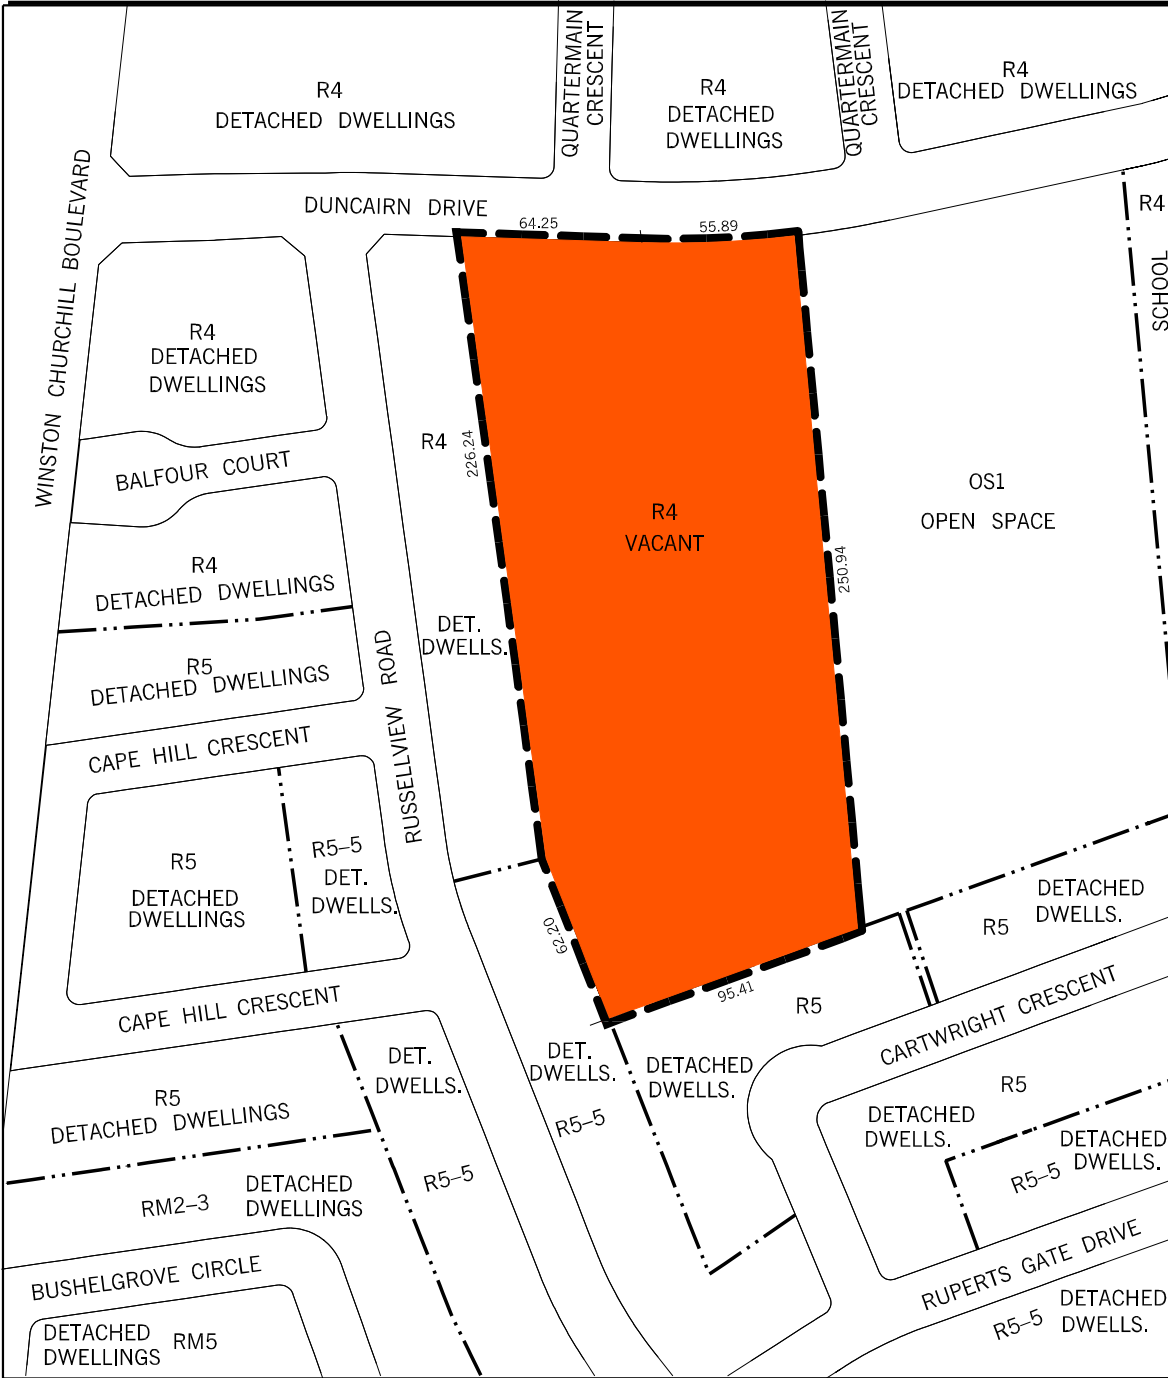 QUARTERMAIN
CRESCENT
QUARTERMAIN
CRESCENT
R4
DETACHED DWELLINGS
R4
DETACHED
DWELLINGS
R4
DETACHED DWELLINGS
DUNCAIRN DRIVE
64.25
55.89
R4
SCHOOL
WINSTON CHURCHILL BOULEVARD
R4
DETACHED
DWELLINGS
R4
226.24
BALFOUR COURT
R4
VACANT
OS1
OPEN SPACE
250.94
R4
DETACHED DWELLINGS
DET.
DWELLS.
R5
DETACHED DWELLINGS
RUSSELLVIEW ROAD
CAPE HILL CRESCENT
R5
DETACHED
DWELLINGS
R5–5
DET.
DWELLS.
62.20
95.41
DETACHED
DWELLS.
R5
R5
CAPE HILL CRESCENT
CARTWRIGHT CRESCENT
DET.
DWELLS.
DET.
DWELLS.
R5–5
DETACHED
DWELLS.
R5
DETACHED DWELLINGS
R5
DETACHED
DWELLS.
DETACHED
DWELLS.
R5–5
RM2–3
DETACHED
DWELLINGS
R5–5
BUSHELGROVE CIRCLE
RUPERTS GATE DRIVE
DETACHED
DWELLINGS
RM5
R5–5
DETACHED
DWELLS.